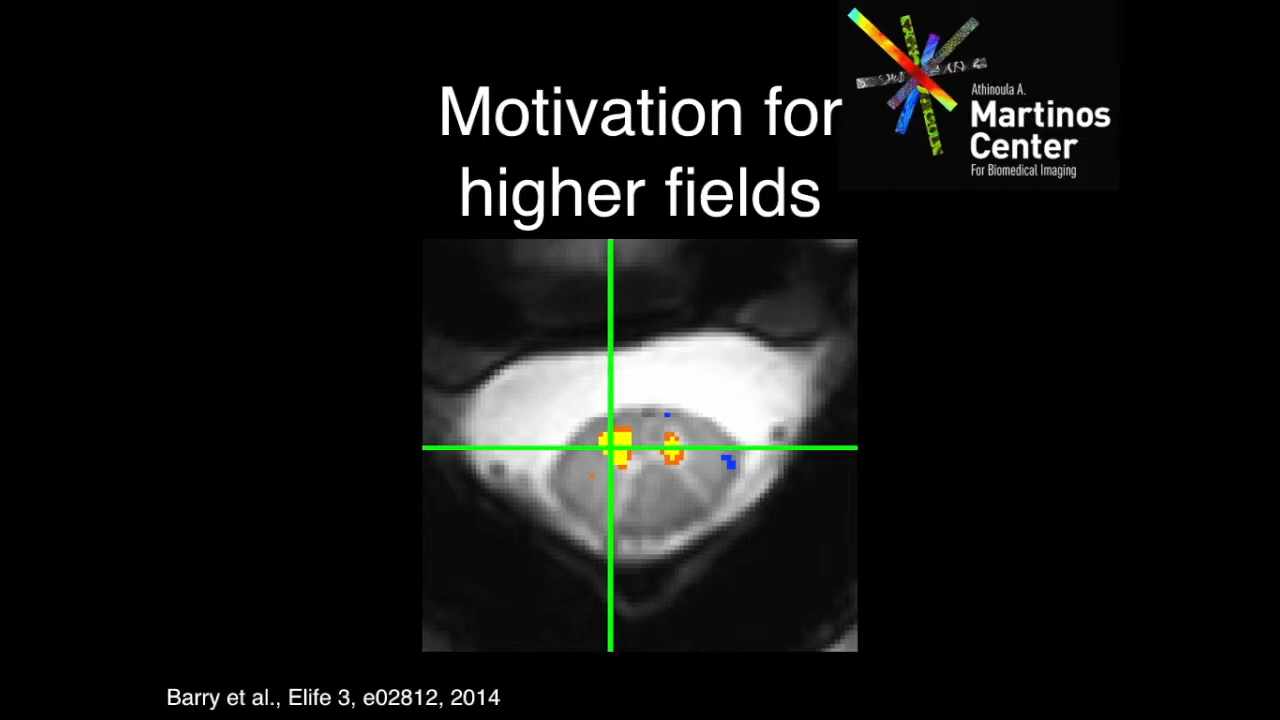 Motivation for
higher fields
Athinoula A.
Martinos
Center
For Biomedical Imaging
Barry et al., Elife 3, e02812, 2014